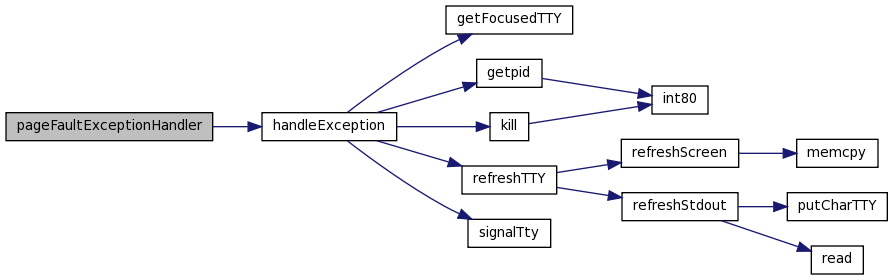 pageFaultExceptionHandler
handleException
getFocusedTTY
getpid
kill
int80
refreshTTY
refreshScreen
memcpy
refreshStdout
putCharTTY
read
signalTty